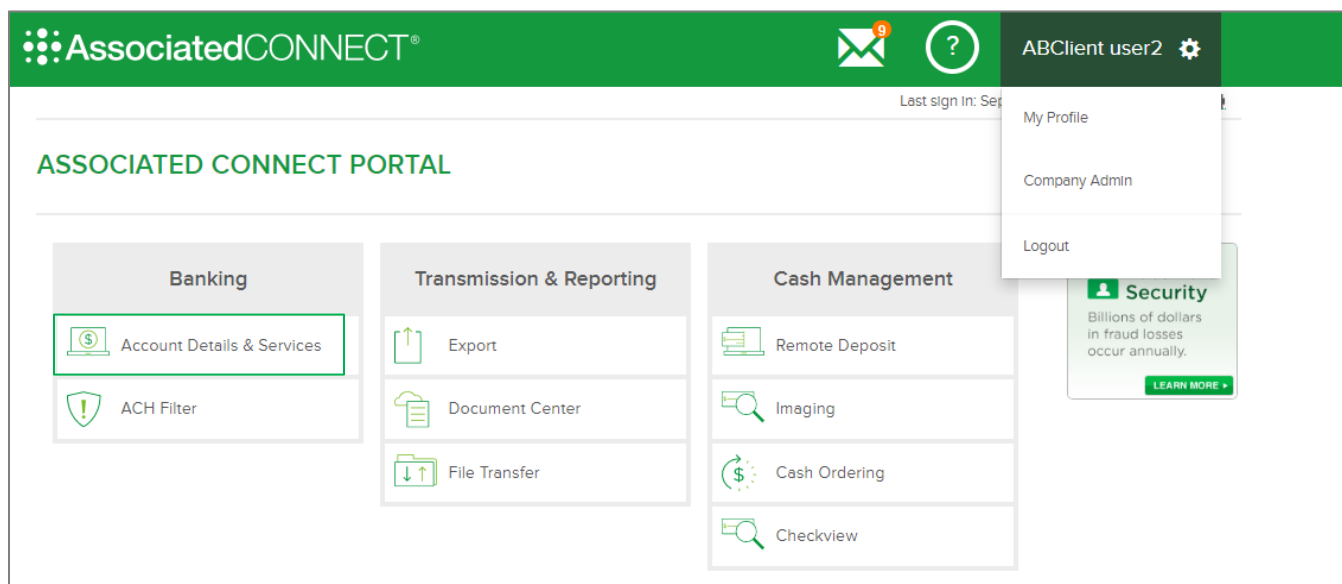 AssociatedCONNECT®
9
?
ABClient user2
Last sign in: Sep
My Profile
Company Admin
Logout
ASSOCIATED CONNECT PORTAL
Banking
Account Details & Services
ACH Filter
Transmission & Reporting
Export
Document Center
File Transfer
Cash Management
Remote Deposit
Imaging
$ Cash Ordering
Checkview
Security
Billions of dollars
in fraud losses
occur annually.
LEARN MORE ▸